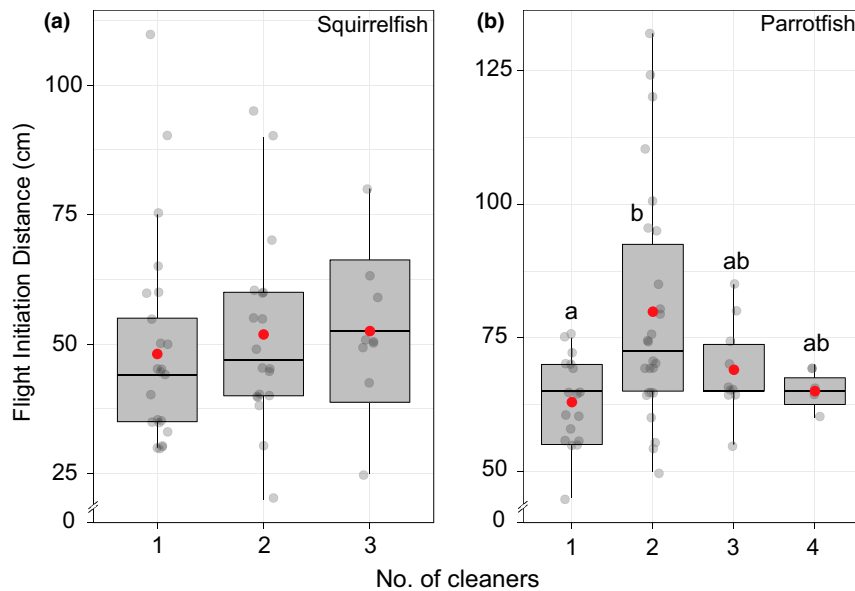 (a) Squirrelfish
(b) Parrotfish
Flight Initiation Distance (cm)
100
75
50
25
0
125
100
75
50
0
a
b
ab
ab
1 2 3
1 2 3 4
No. of cleaners